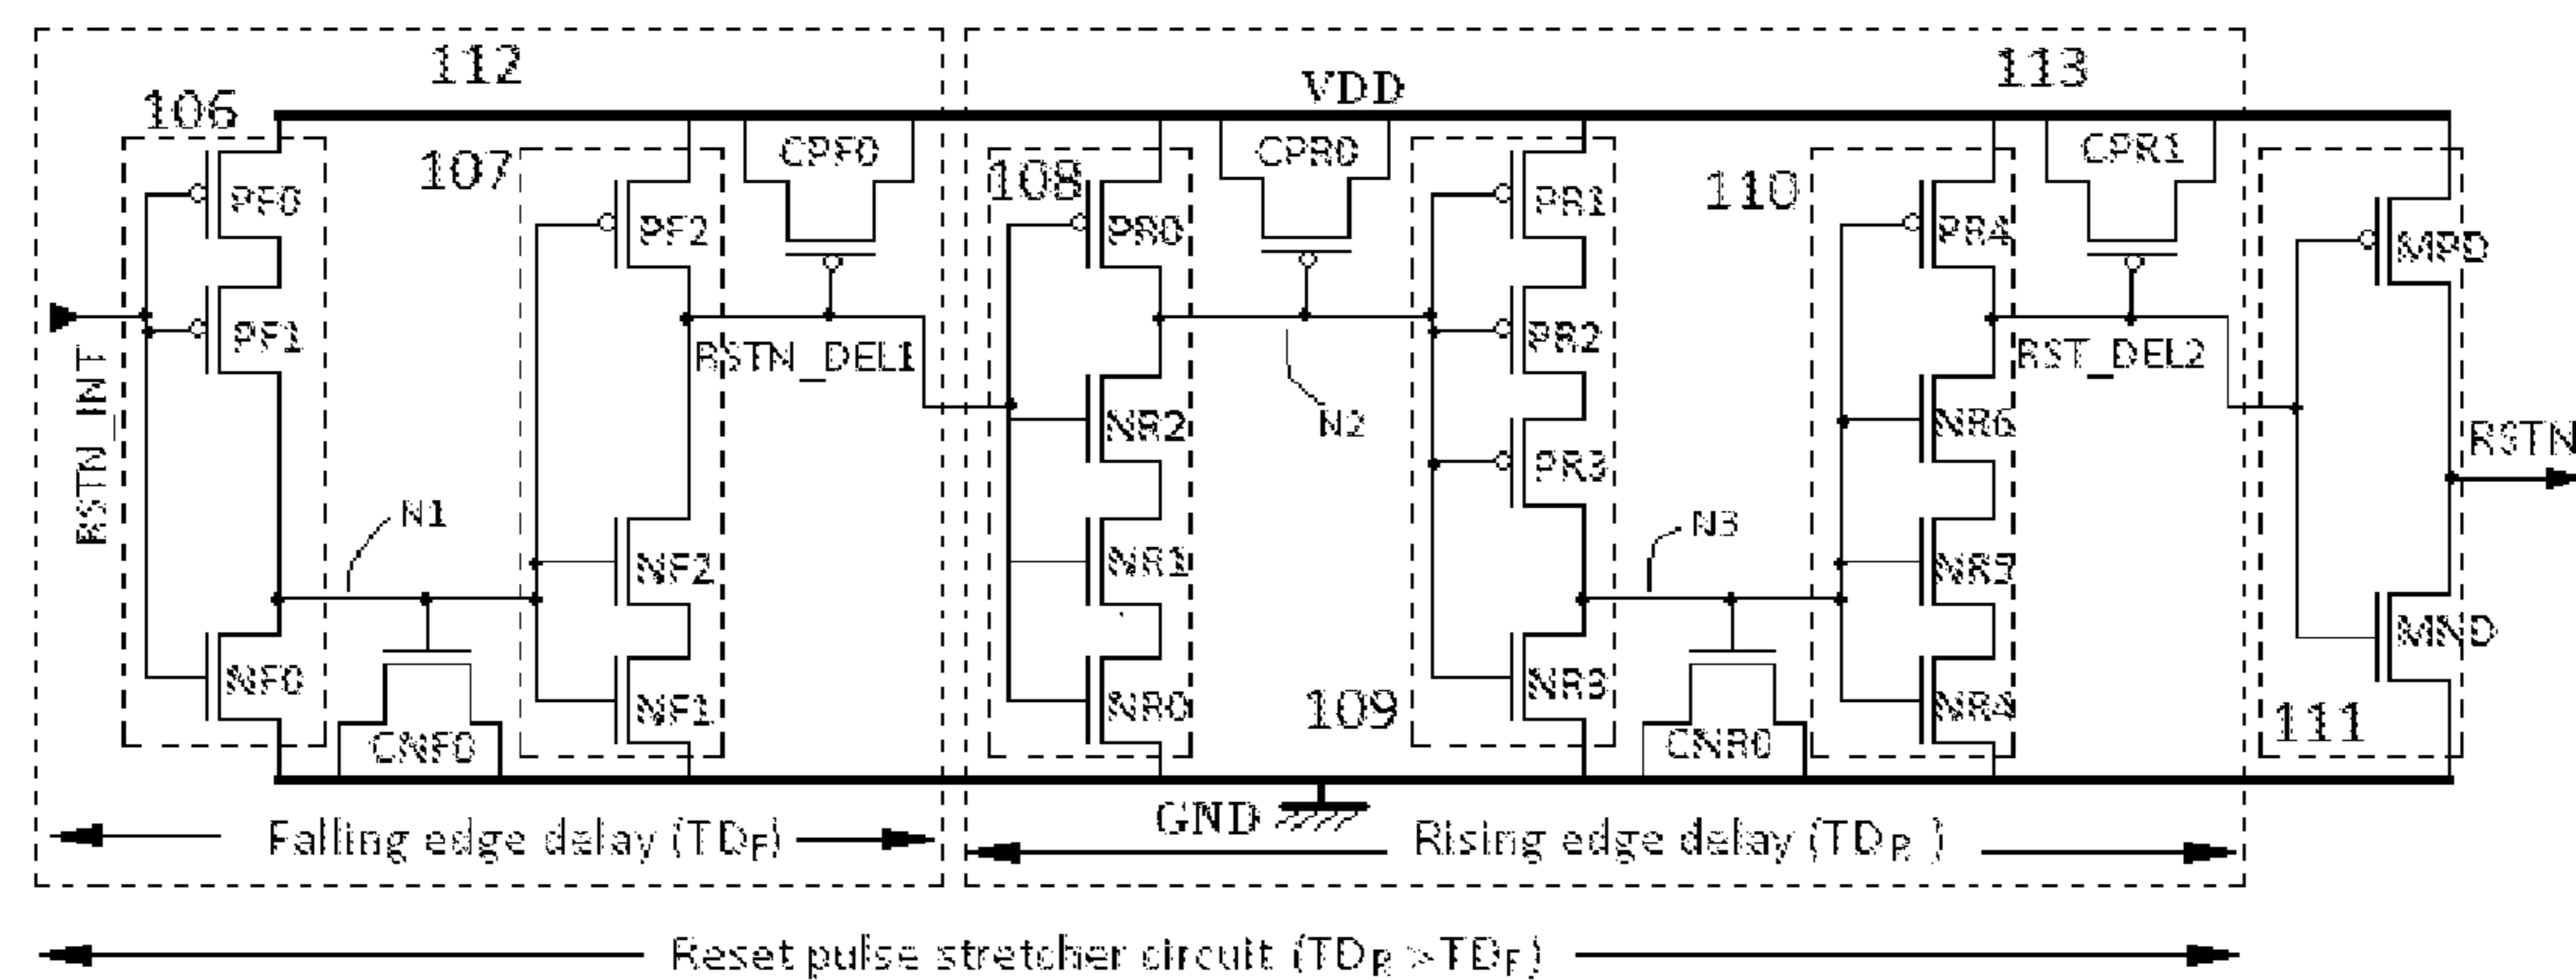 112
113
VDD
106
CPF0
CPR0
CPR1
107
108
PF0
PR1
110
PF2
PR0
PR4
MP0
PF1
PR2
RSTN_DEL1
RST_DEL2
RSTN_INT
NR2
N2
NR6
RSTN
PR3
N1
N3
NF2
NR1
NR5
MN0
NF0
NR3
NF1
NR0
109
NR4
111
CNF0
CNR0
GND
Falling edge delay (TDF)
Rising edge delay (TDR )
Reset pulse stretcher circuit (TDR >TDF)